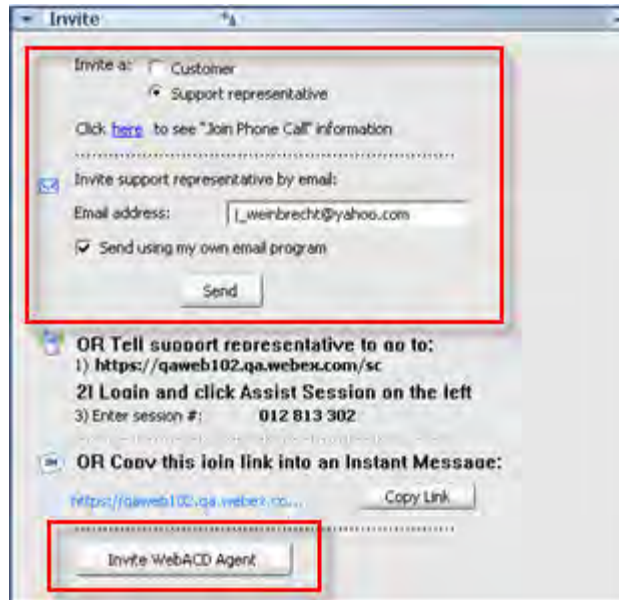 Invite
Invite a: Customer
Support representative
Click here to see "Join Phone Call" information
Invite support representative by email:
Email address: j_weinbrecht@yahoo.com
Send using my own email program
Send
OR Tell support representative to go to:
1) https://qaweb102.qa.webex.com/sc
2) Login and click Assist Session on the left
3) Enter session #: 012 813 302
OR Copy this join link into an Instant Message:
https://qaweb102.qa.webex.co...
Copy Link
Invite WebACD Agent